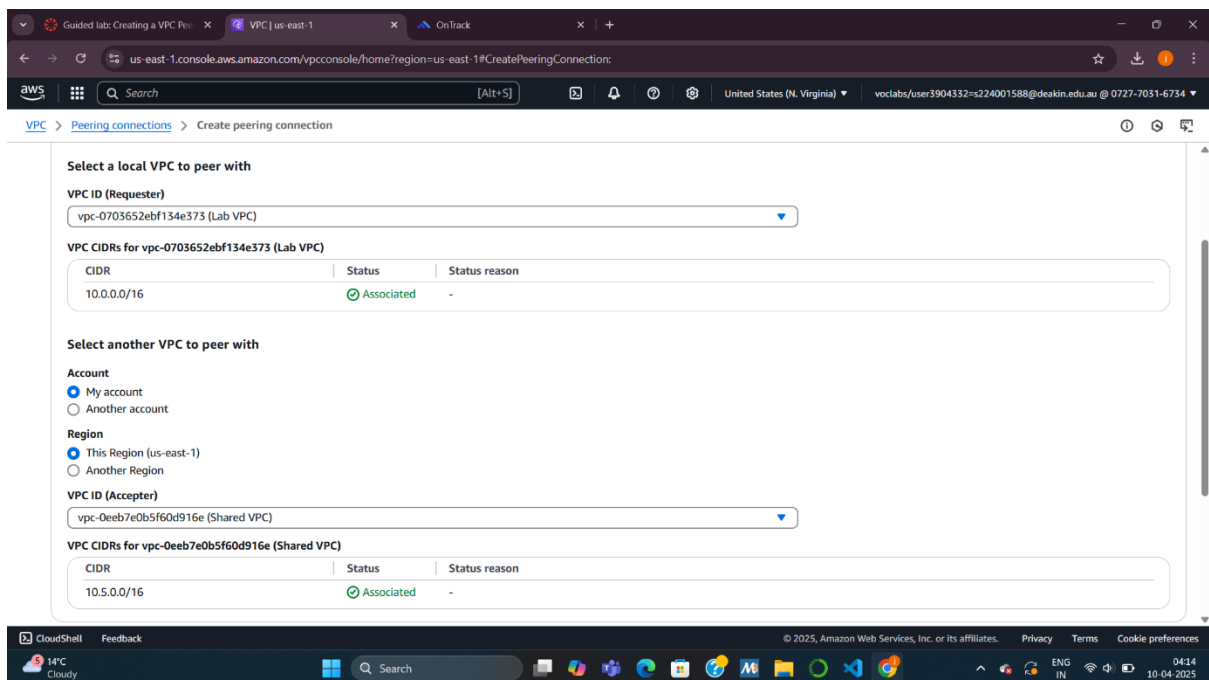 Guided lab: Creating a VPC Pee
VPC | us-east-1
OnTrack
us-east-1.console.aws.amazon.com/vpcconsole/home?region=us-east-1#CreatePeeringConnection:
aws
Search
[Alt+S]
United States (N. Virginia)
voclabs/user3904332=s224001588@deakin.edu.au @ 0727-7031-6734
VPC > Peering connections > Create peering connection
Select a local VPC to peer with
VPC ID (Requester)
vpc-0703652ebf134e373 (Lab VPC)
VPC CIDRs for vpc-0703652ebf134e373 (Lab VPC)
CIDR Status Status reason
10.0.0.0/16 Associated -
Select another VPC to peer with
Account
My account
Another account
Region
This Region (us-east-1)
Another Region
VPC ID (Accepter)
vpc-0eeb7e0b5f60d916e (Shared VPC)
VPC CIDRs for vpc-0eeb7e0b5f60d916e (Shared VPC)
CIDR Status Status reason
10.5.0.0/16 Associated -
CloudShell Feedback © 2025, Amazon Web Services, Inc. or its affiliates. Privacy Terms Cookie preferences
5
14°C
Cloudy
Search
ENG
IN
04:14
10-04-2025